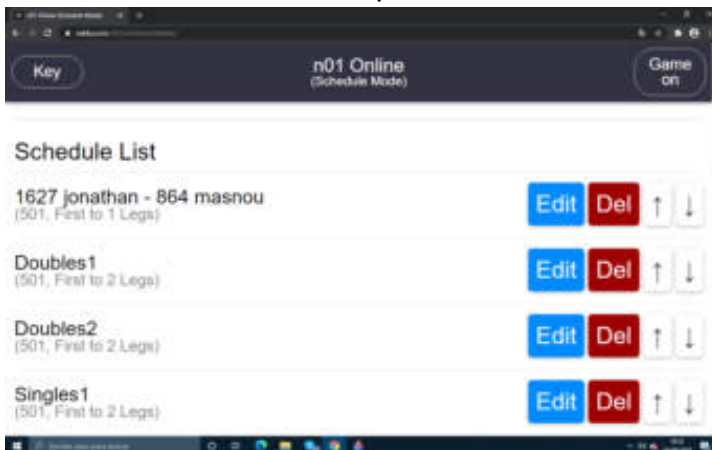 Key
n01 Online
(Schedule Mode)
Game
on
Schedule List
1627 jonathan - 864 masnou
(501, First to 1 Legs)
Edit Del ↑ ↓
Doubles1
(501, First to 2 Legs)
Edit Del ↑ ↓
Doubles2
(501, First to 2 Legs)
Edit Del ↑ ↓
Singles1
(501, First to 2 Legs)
Edit Del ↑ ↓